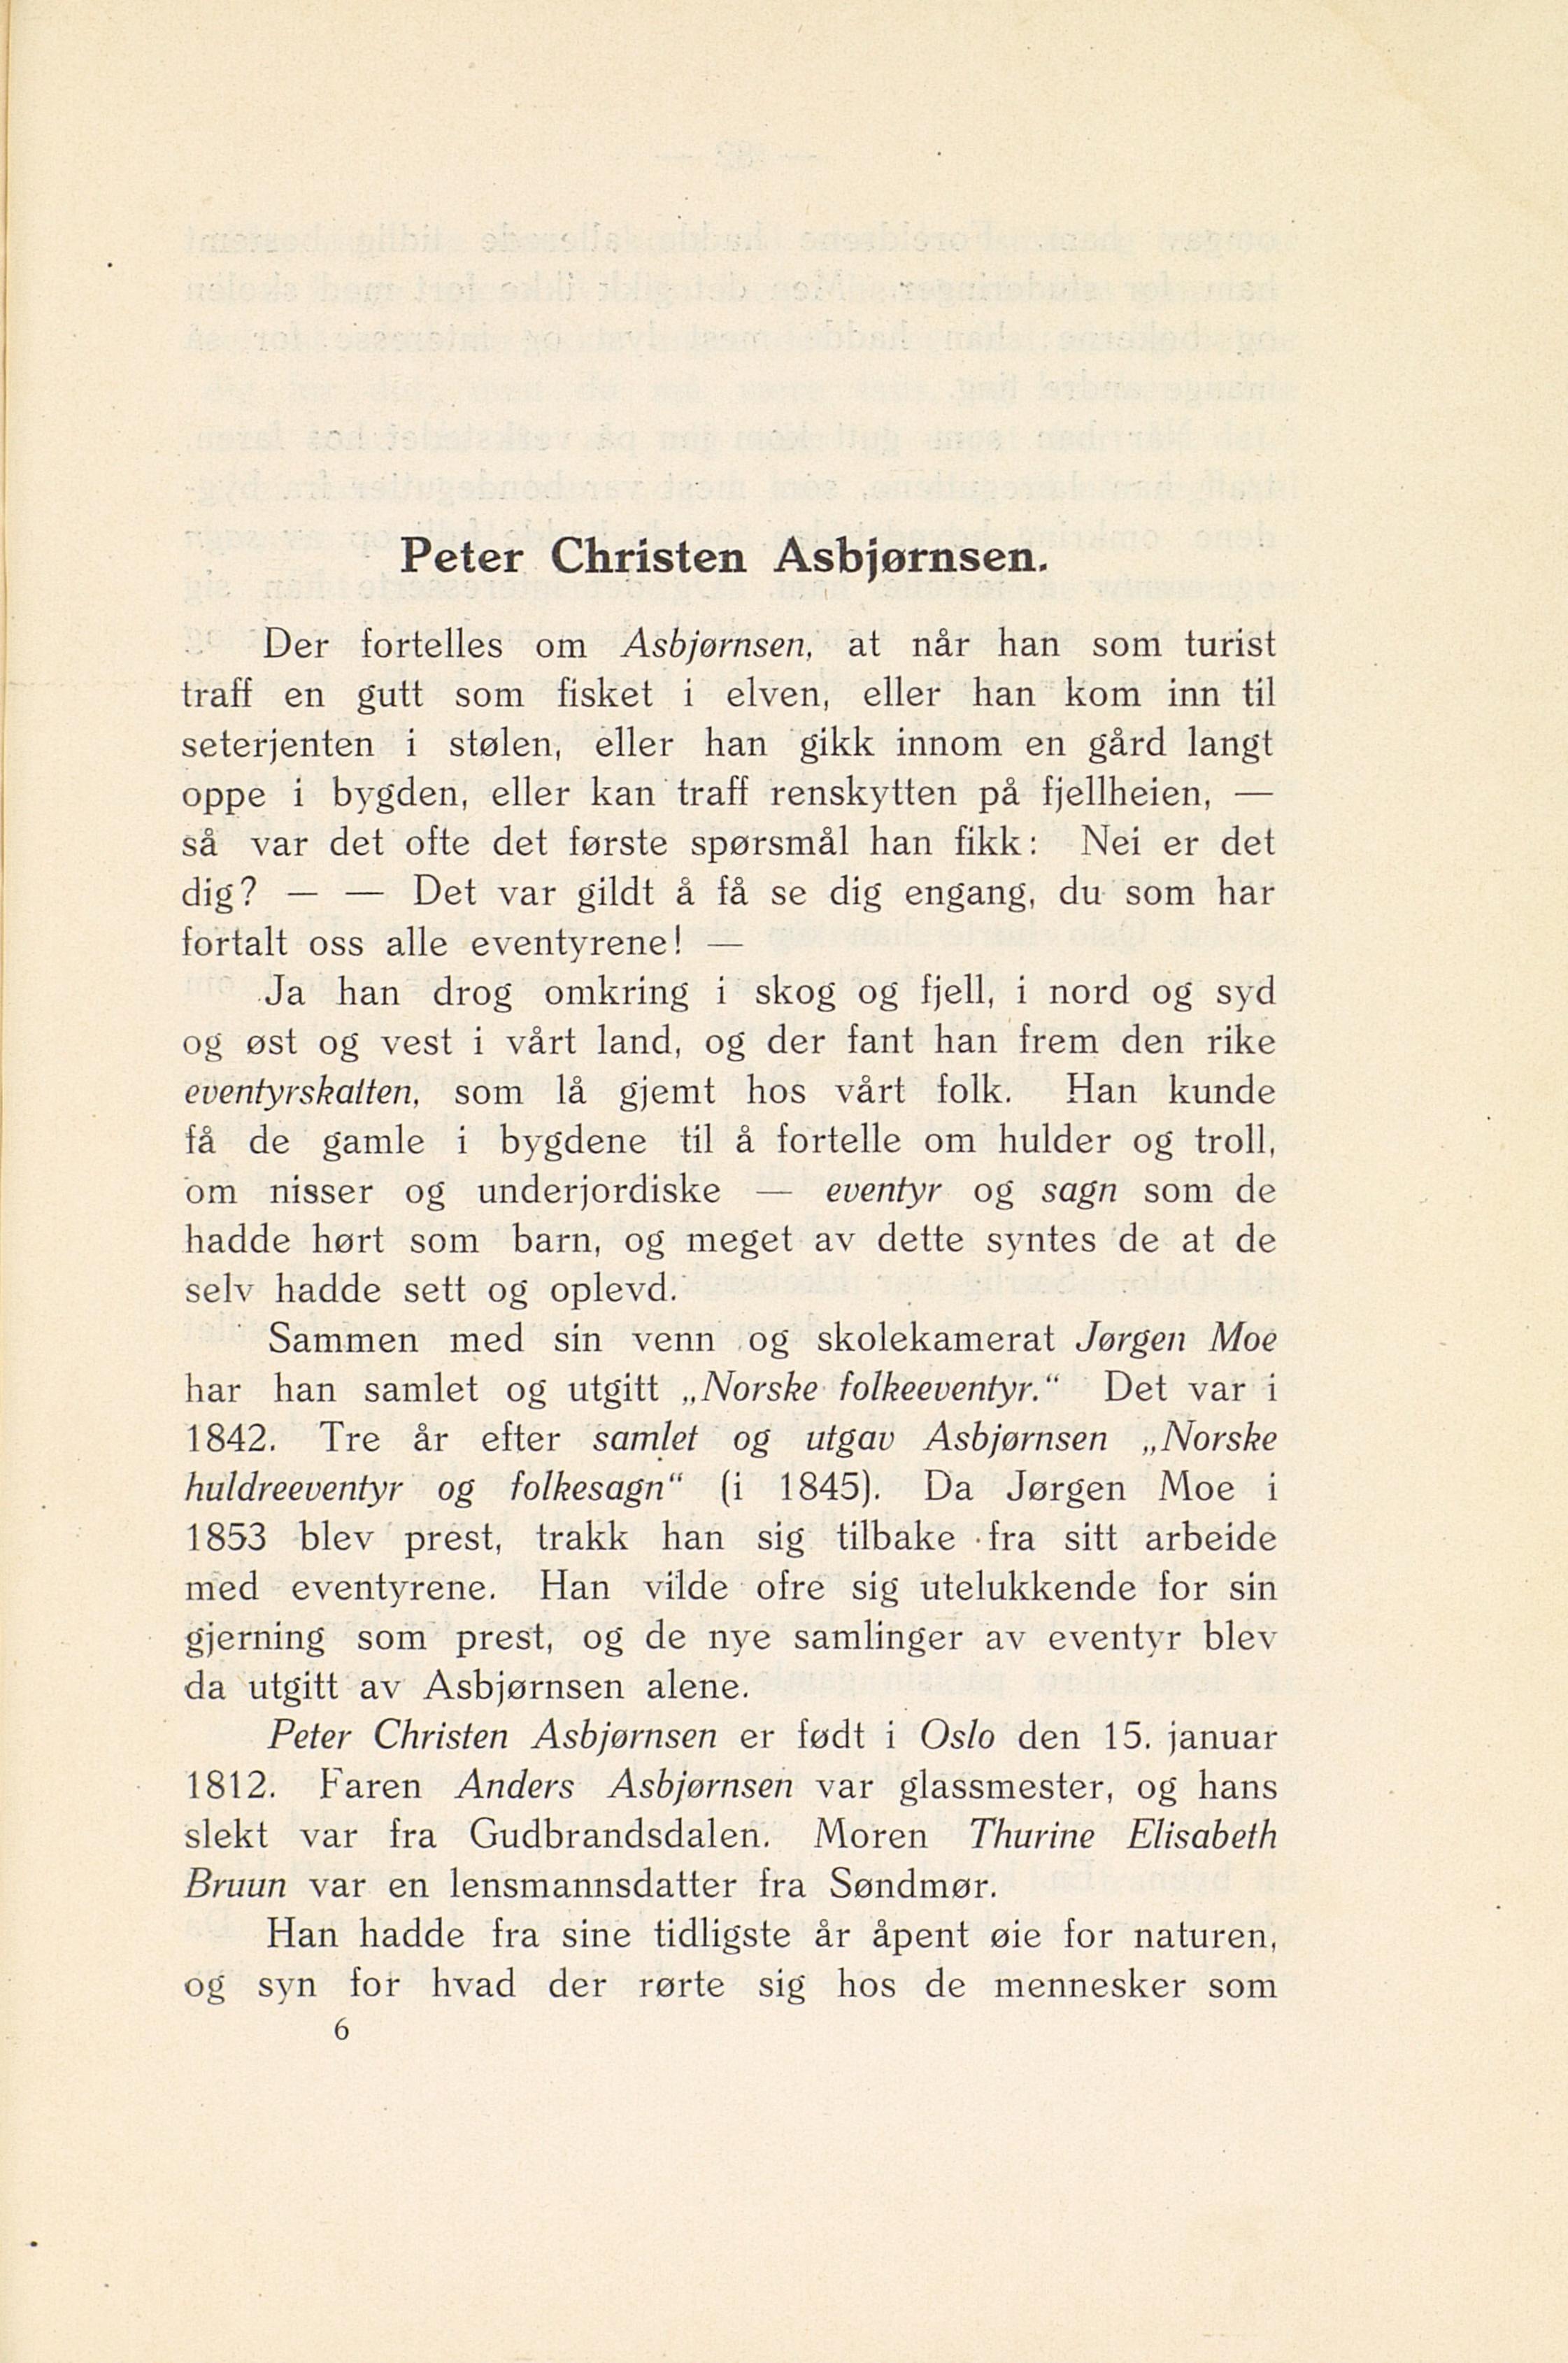 Peter Christen Asbjørnsen.
Der fortelles om Asbjørnsen, at når han som turist
traff en gutt som fisket i elven, eller han kom inn til
seterjenten i stølen, eller han gikk innom en gård langt
oppe i bygden, eller kan traff renskytten på fjellheien, —
så var det ofte det første spørsmål han fikk: Nei er det
dig? — — Det var gildt å få se dig engang, du som har
fortalt oss alle eventyrene! —
Ja han drog omkring i skog og fjell, i nord og syd
og øst og vest i vårt land, og der fant han frem den rike
eventyrskatten, som lå gjemt hos vårt folk. Han kunde
få de gamle i bygdene til å fortelle om hulder og troll,
om nisser og underjordiske — eventyr og sagn som de
hadde hørt som barn, og meget av dette syntes de at de
selv hadde sett og oplevd.
Sammen med sin venn og skolekamerat Jørgen Moe
har han samlet og utgitt „Norske folkeeventyr.“ Det var i
1842. Tre år efter samlet og utgav Asbjørnsen „Norske
huldreeventyr og folkesagn“ (i 1845). Da Jørgen Moe i
1853 blev prest, trakk han sig tilbake fra sitt arbeide
med eventyrene. Han vilde ofre sig utelukkende for sin
gjerning som prest, og de nye samlinger av eventyr blev
da utgitt av Asbjørnsen alene.
Peter Christen Asbjørnsen er født i Oslo den 15. januar
1812. Faren Anders Asbjørnsen var glassmester, og hans
slekt var fra Gudbrandsdalen. Moren Thurine Elisabeth
Bruun var en lensmannsdatter fra Søndmør.
Han hadde fra sine tidligste år åpent øie for naturen,
og syn for hvad der rørte sig hos de mennesker som
6